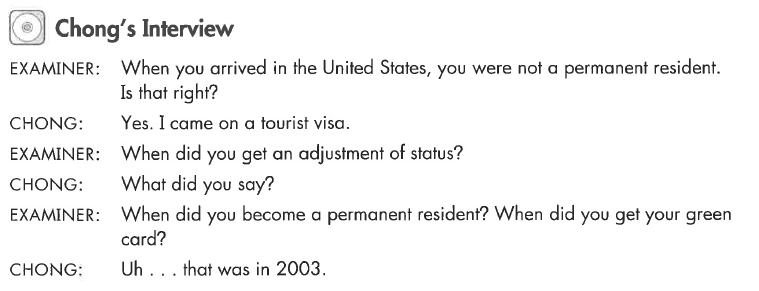 Chong's Interview
EXAMINER: When you arrived in the United States, you were not a permanent resident.
Is that right?
CHONG: Yes. I came on a tourist visa.
EXAMINER: When did you get an adjustment of status?
CHONG: What did you say?
EXAMINER: When did you become a permanent resident? When did you get your green
card?
CHONG: Uh . . . that was in 2003.